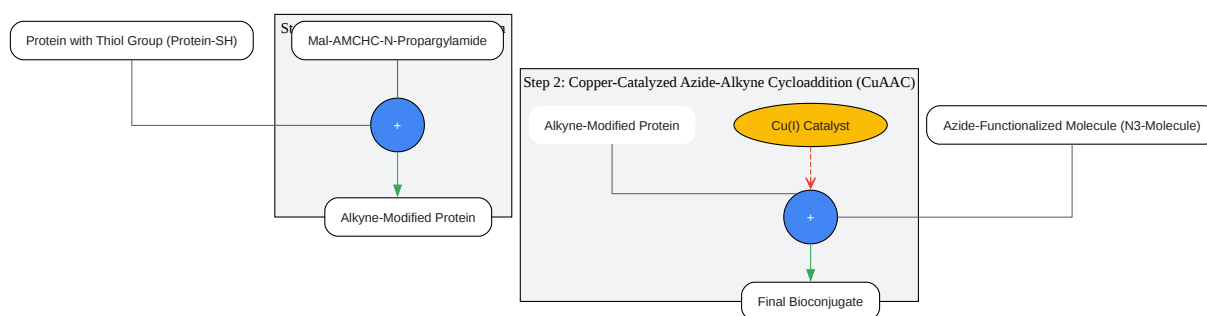 Protein with Thiol Group (Protein-SH)
Mal-AMCHC-N-Propargylamide
+
Alkyne-Modified Protein
Step 2: Copper-Catalyzed Azide-Alkyne Cycloaddition (CuAAC)
Alkyne-Modified Protein
Cu(I) Catalyst
Azide-Functionalized Molecule (N3-Molecule)
+
Final Bioconjugate